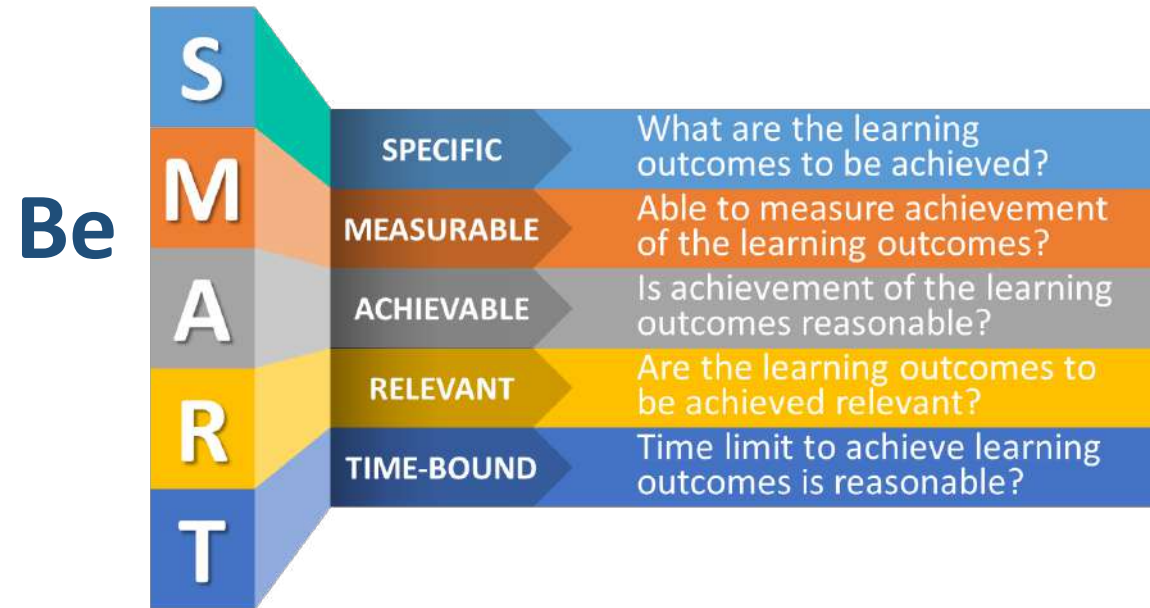 Be
S
M
A
R
T
SPECIFIC
What are the learning
outcomes to be achieved?
MEASURABLE
Able to measure achievement
of the learning outcomes?
ACHIEVABLE
Is achievement of the learning
outcomes reasonable?
RELEVANT
Are the learning outcomes to
be achieved relevant?
TIME-BOUND
Time limit to achieve learning
outcomes is reasonable?